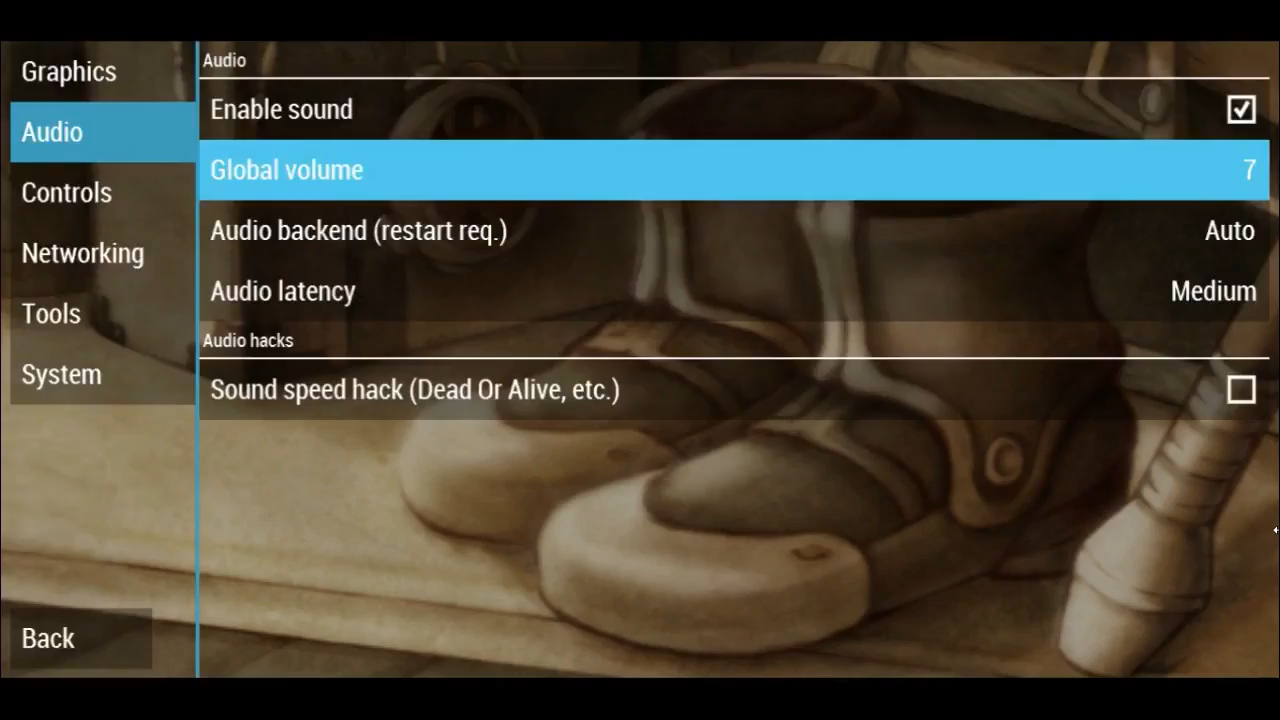 Graphics
Audio
Controls
Networking
Tools
System
Back
Audio
Enable sound
Global volume 7
Audio backend (restart req.) Auto
Audio latency Medium
Audio hacks
Sound speed hack (Dead Or Alive, etc.)